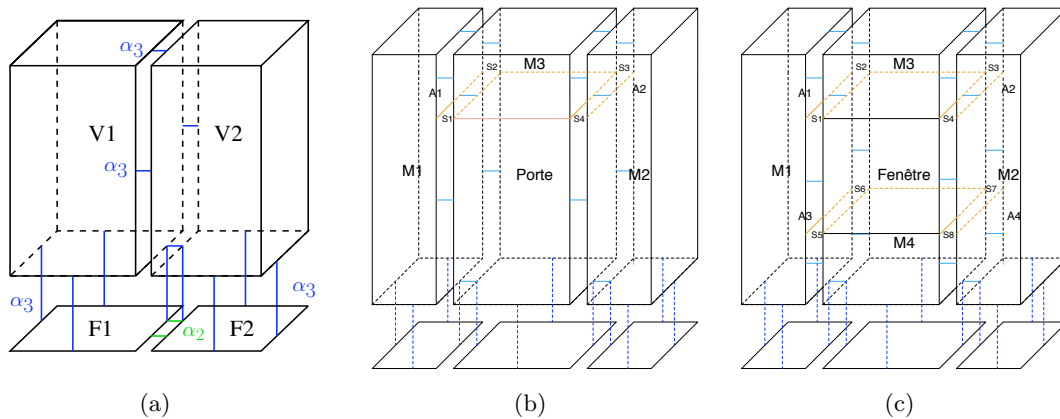 α3
V1
V2
α3
α3
α3
F1
α2
F2
(a)
S2
M3
S3
A1
A2
S1
S4
M1
Porte
M2
(b)
S2
M3
S3
A1
A2
S1
S4
M1
Fenêtre
M2
S6
S7
A3
A4
S5
S8
M4
(c)